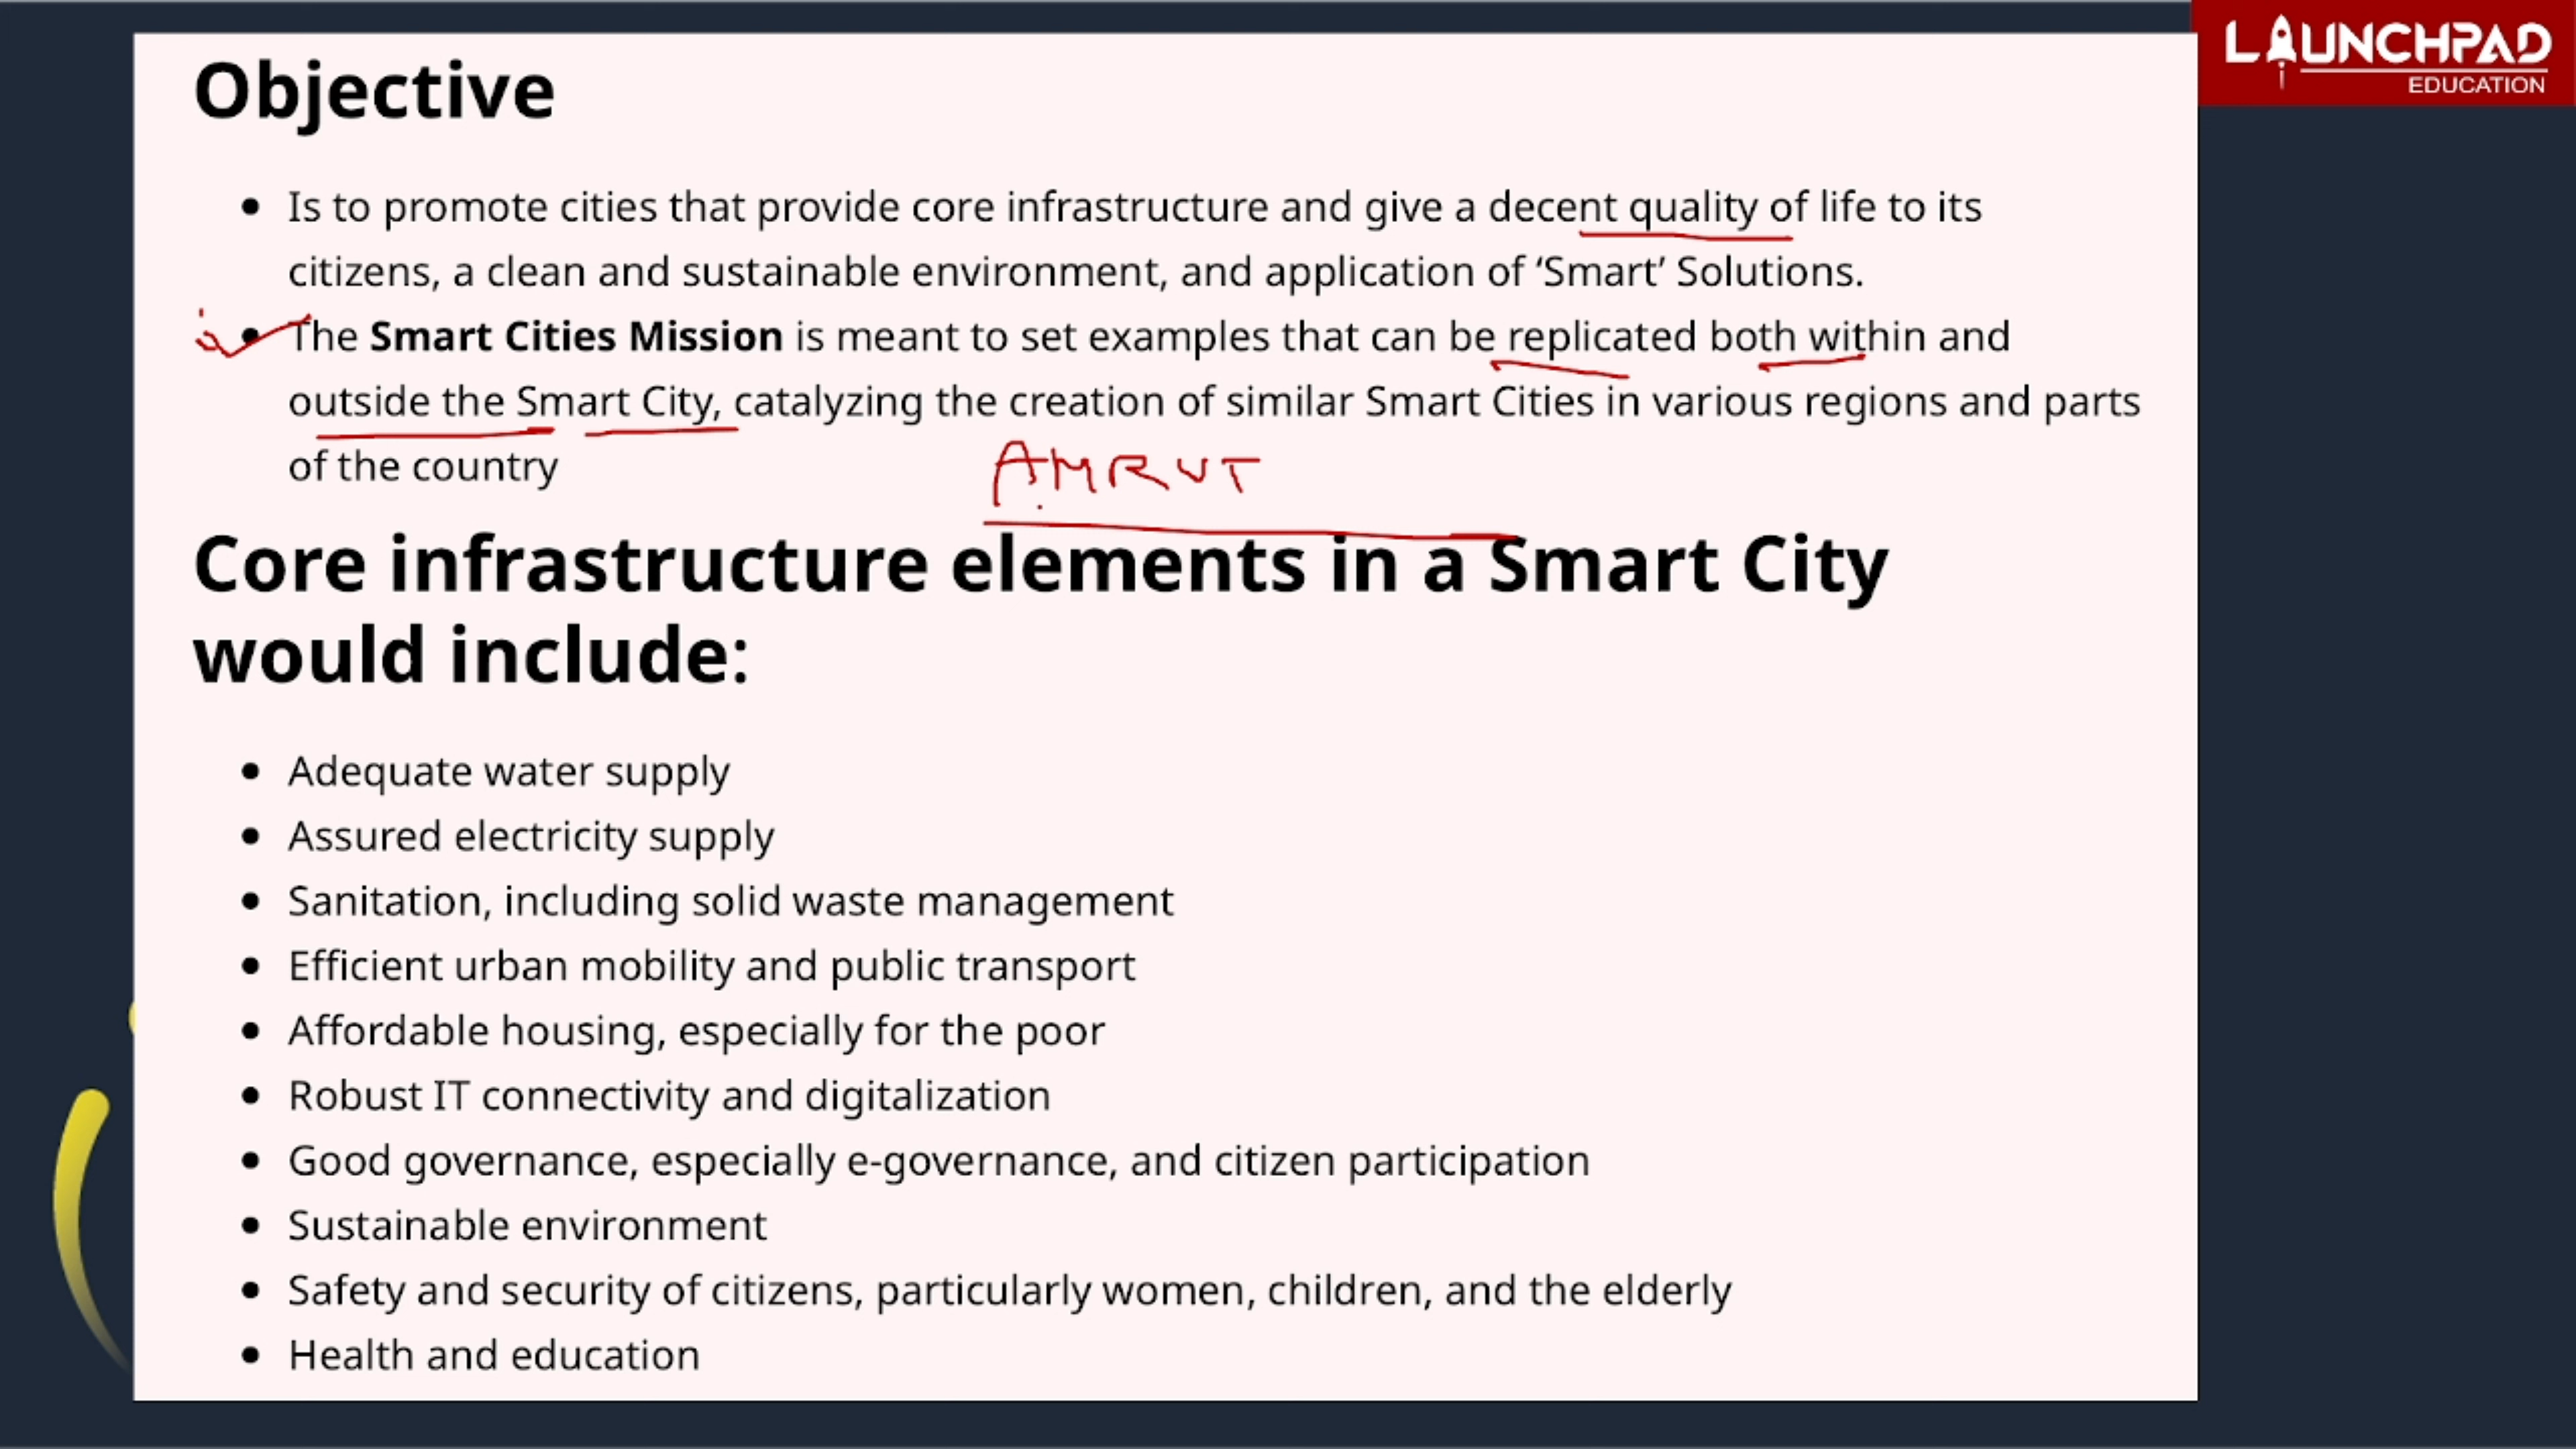 LAUNCHPAD
EDUCATION
Objective
• Is to promote cities that provide core infrastructure and give a decent quality of life to its
citizens, a clean and sustainable environment, and application of ‘Smart’ Solutions.
• The Smart Cities Mission is meant to set examples that can be replicated both within and
outside the Smart City, catalyzing the creation of similar Smart Cities in various regions and parts
of the country
AMRUT
Core infrastructure elements in a Smart City
would include:
• Adequate water supply
• Assured electricity supply
• Sanitation, including solid waste management
• Efficient urban mobility and public transport
• Affordable housing, especially for the poor
• Robust IT connectivity and digitalization
• Good governance, especially e-governance, and citizen participation
• Sustainable environment
• Safety and security of citizens, particularly women, children, and the elderly
• Health and education